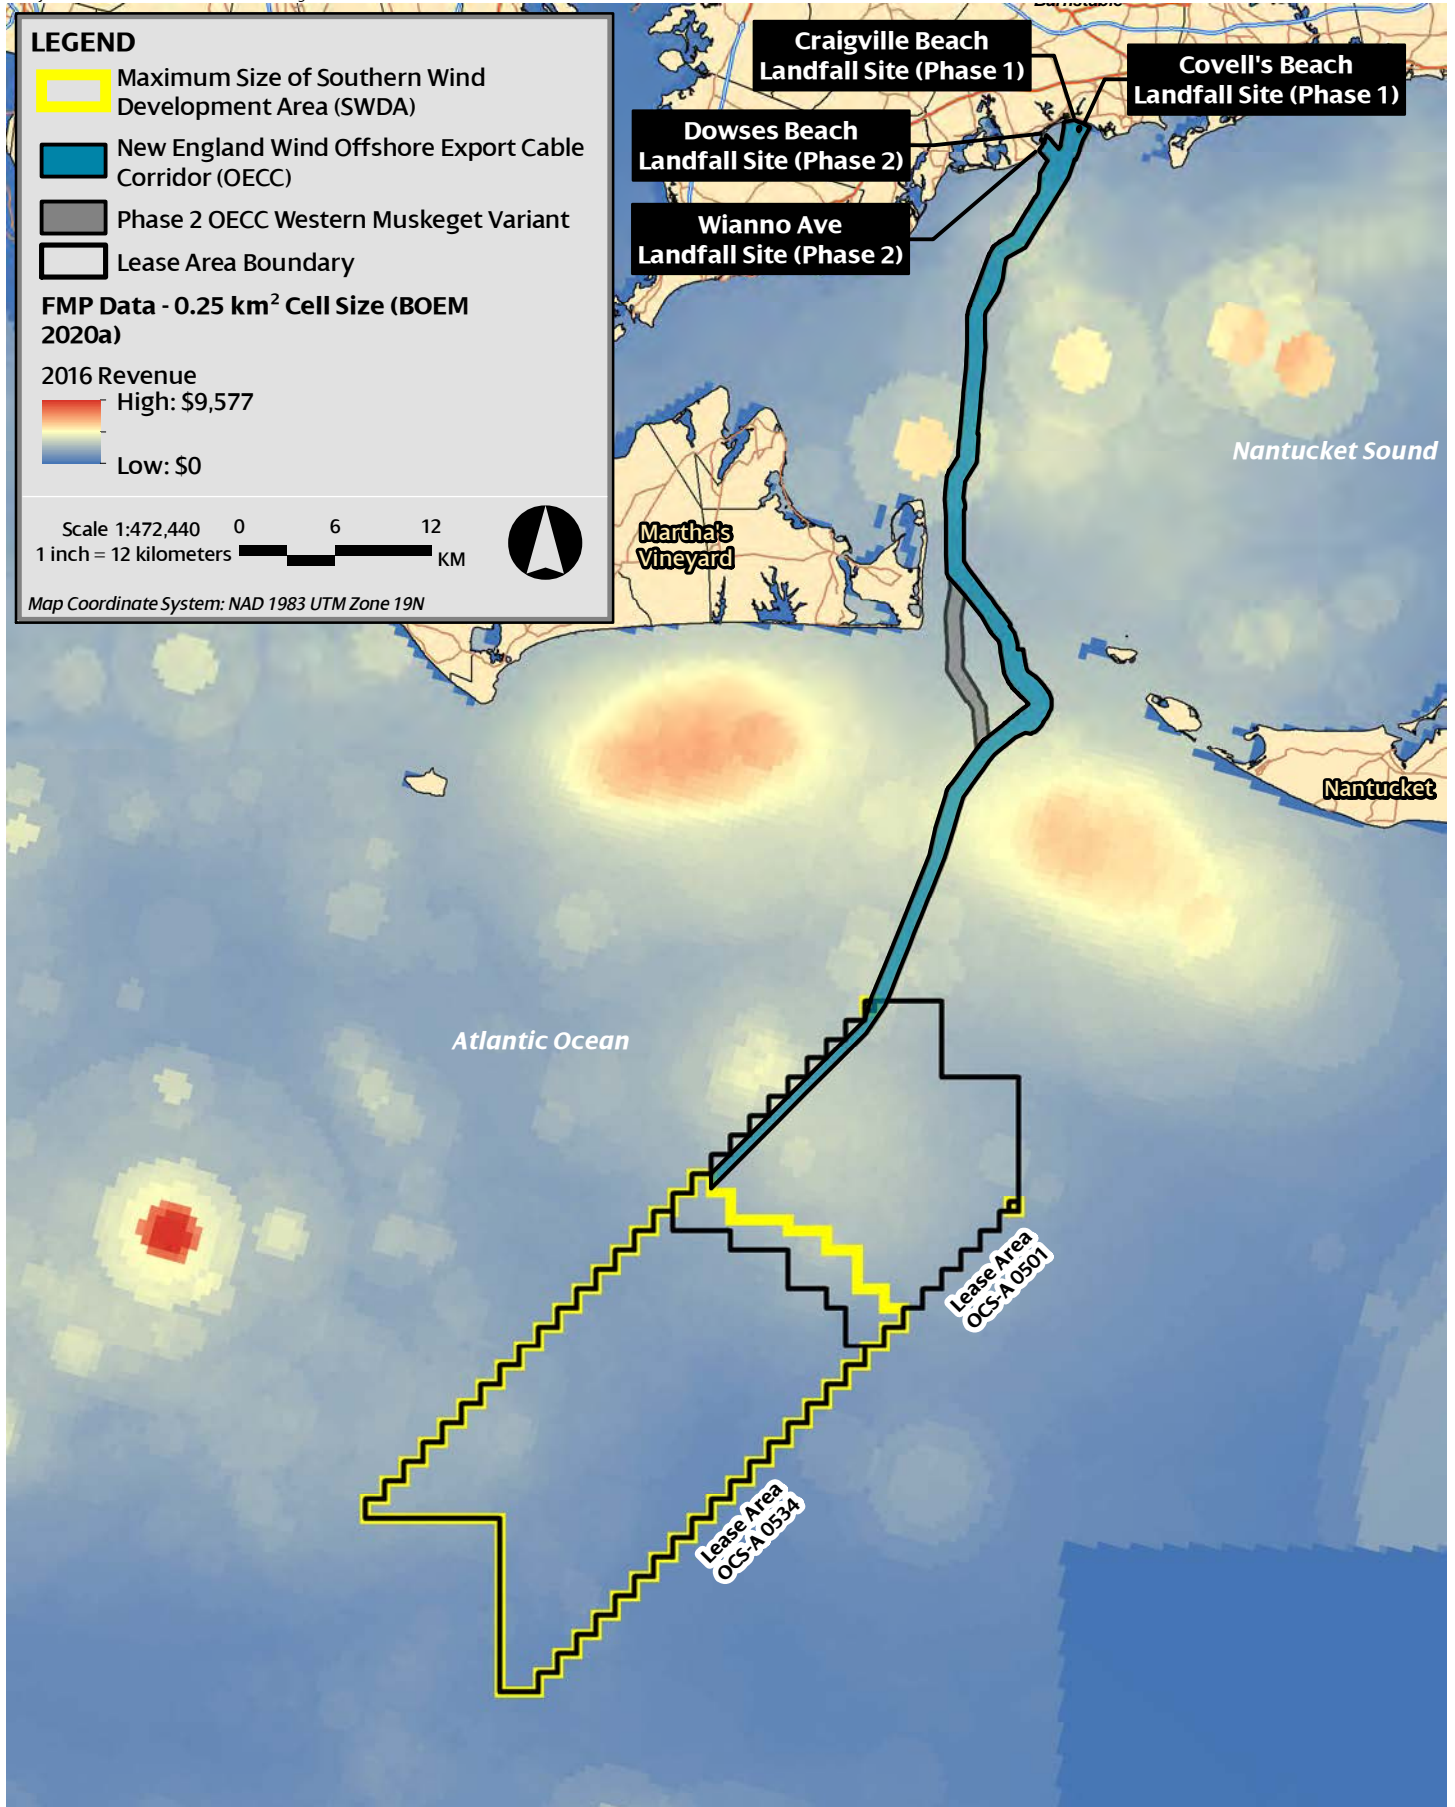 LEGEND
Maximum Size of Southern Wind
Development Area (SWDA)
New England Wind Offshore Export Cable
Corridor (OECC)
Phase 2 OECC Western Muskeget Variant
Lease Area Boundary
FMP Data - 0.25 km² Cell Size (BOEM
2020a)
2016 Revenue
High: $9,577
Low: $0
Scale 1:472,440
1 inch = 12 kilometers
0 6 12
KM
Map Coordinate System: NAD 1983 UTM Zone 19N
Craigville Beach
Landfall Site (Phase 1)
Covell's Beach
Landfall Site (Phase 1)
Dowses Beach
Landfall Site (Phase 2)
Wianno Ave
Landfall Site (Phase 2)
Nantucket Sound
Martha's
Vineyard
Nantucket
Atlantic Ocean
Lease Area
OCS-A 0501
Lease Area
OCS-A 0534